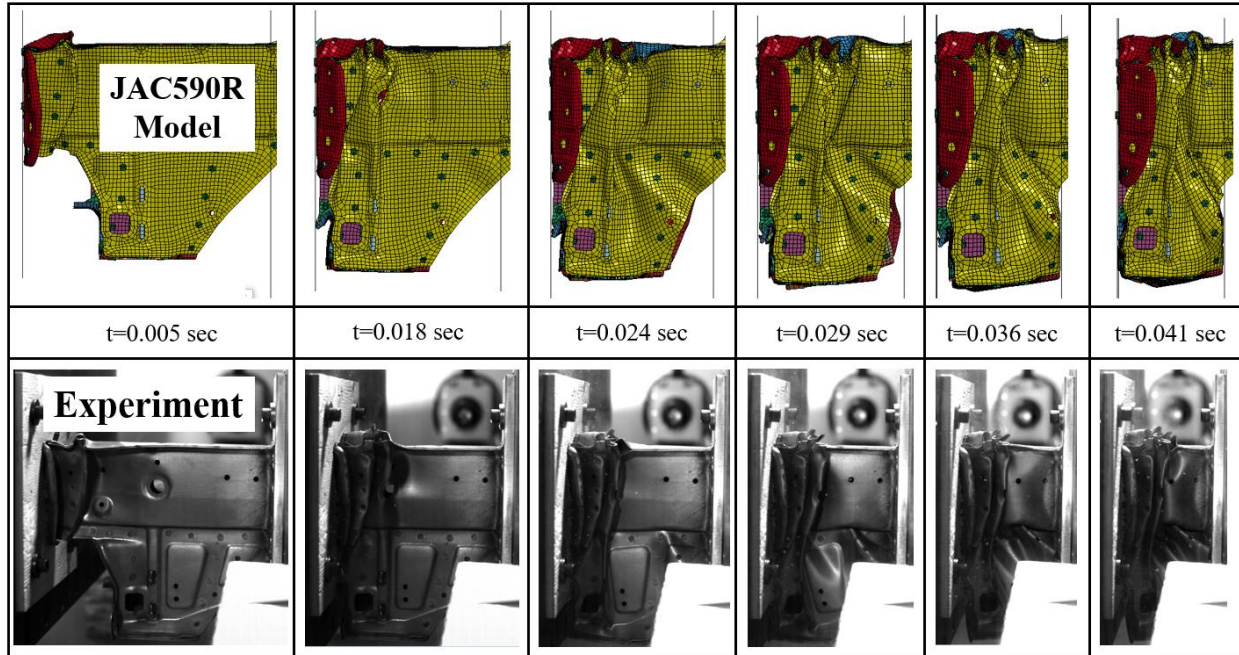 JAC590R
Model
t=0.005 sec
t=0.018 sec
t=0.024 sec
t=0.029 sec
t=0.036 sec
t=0.041 sec
Experiment